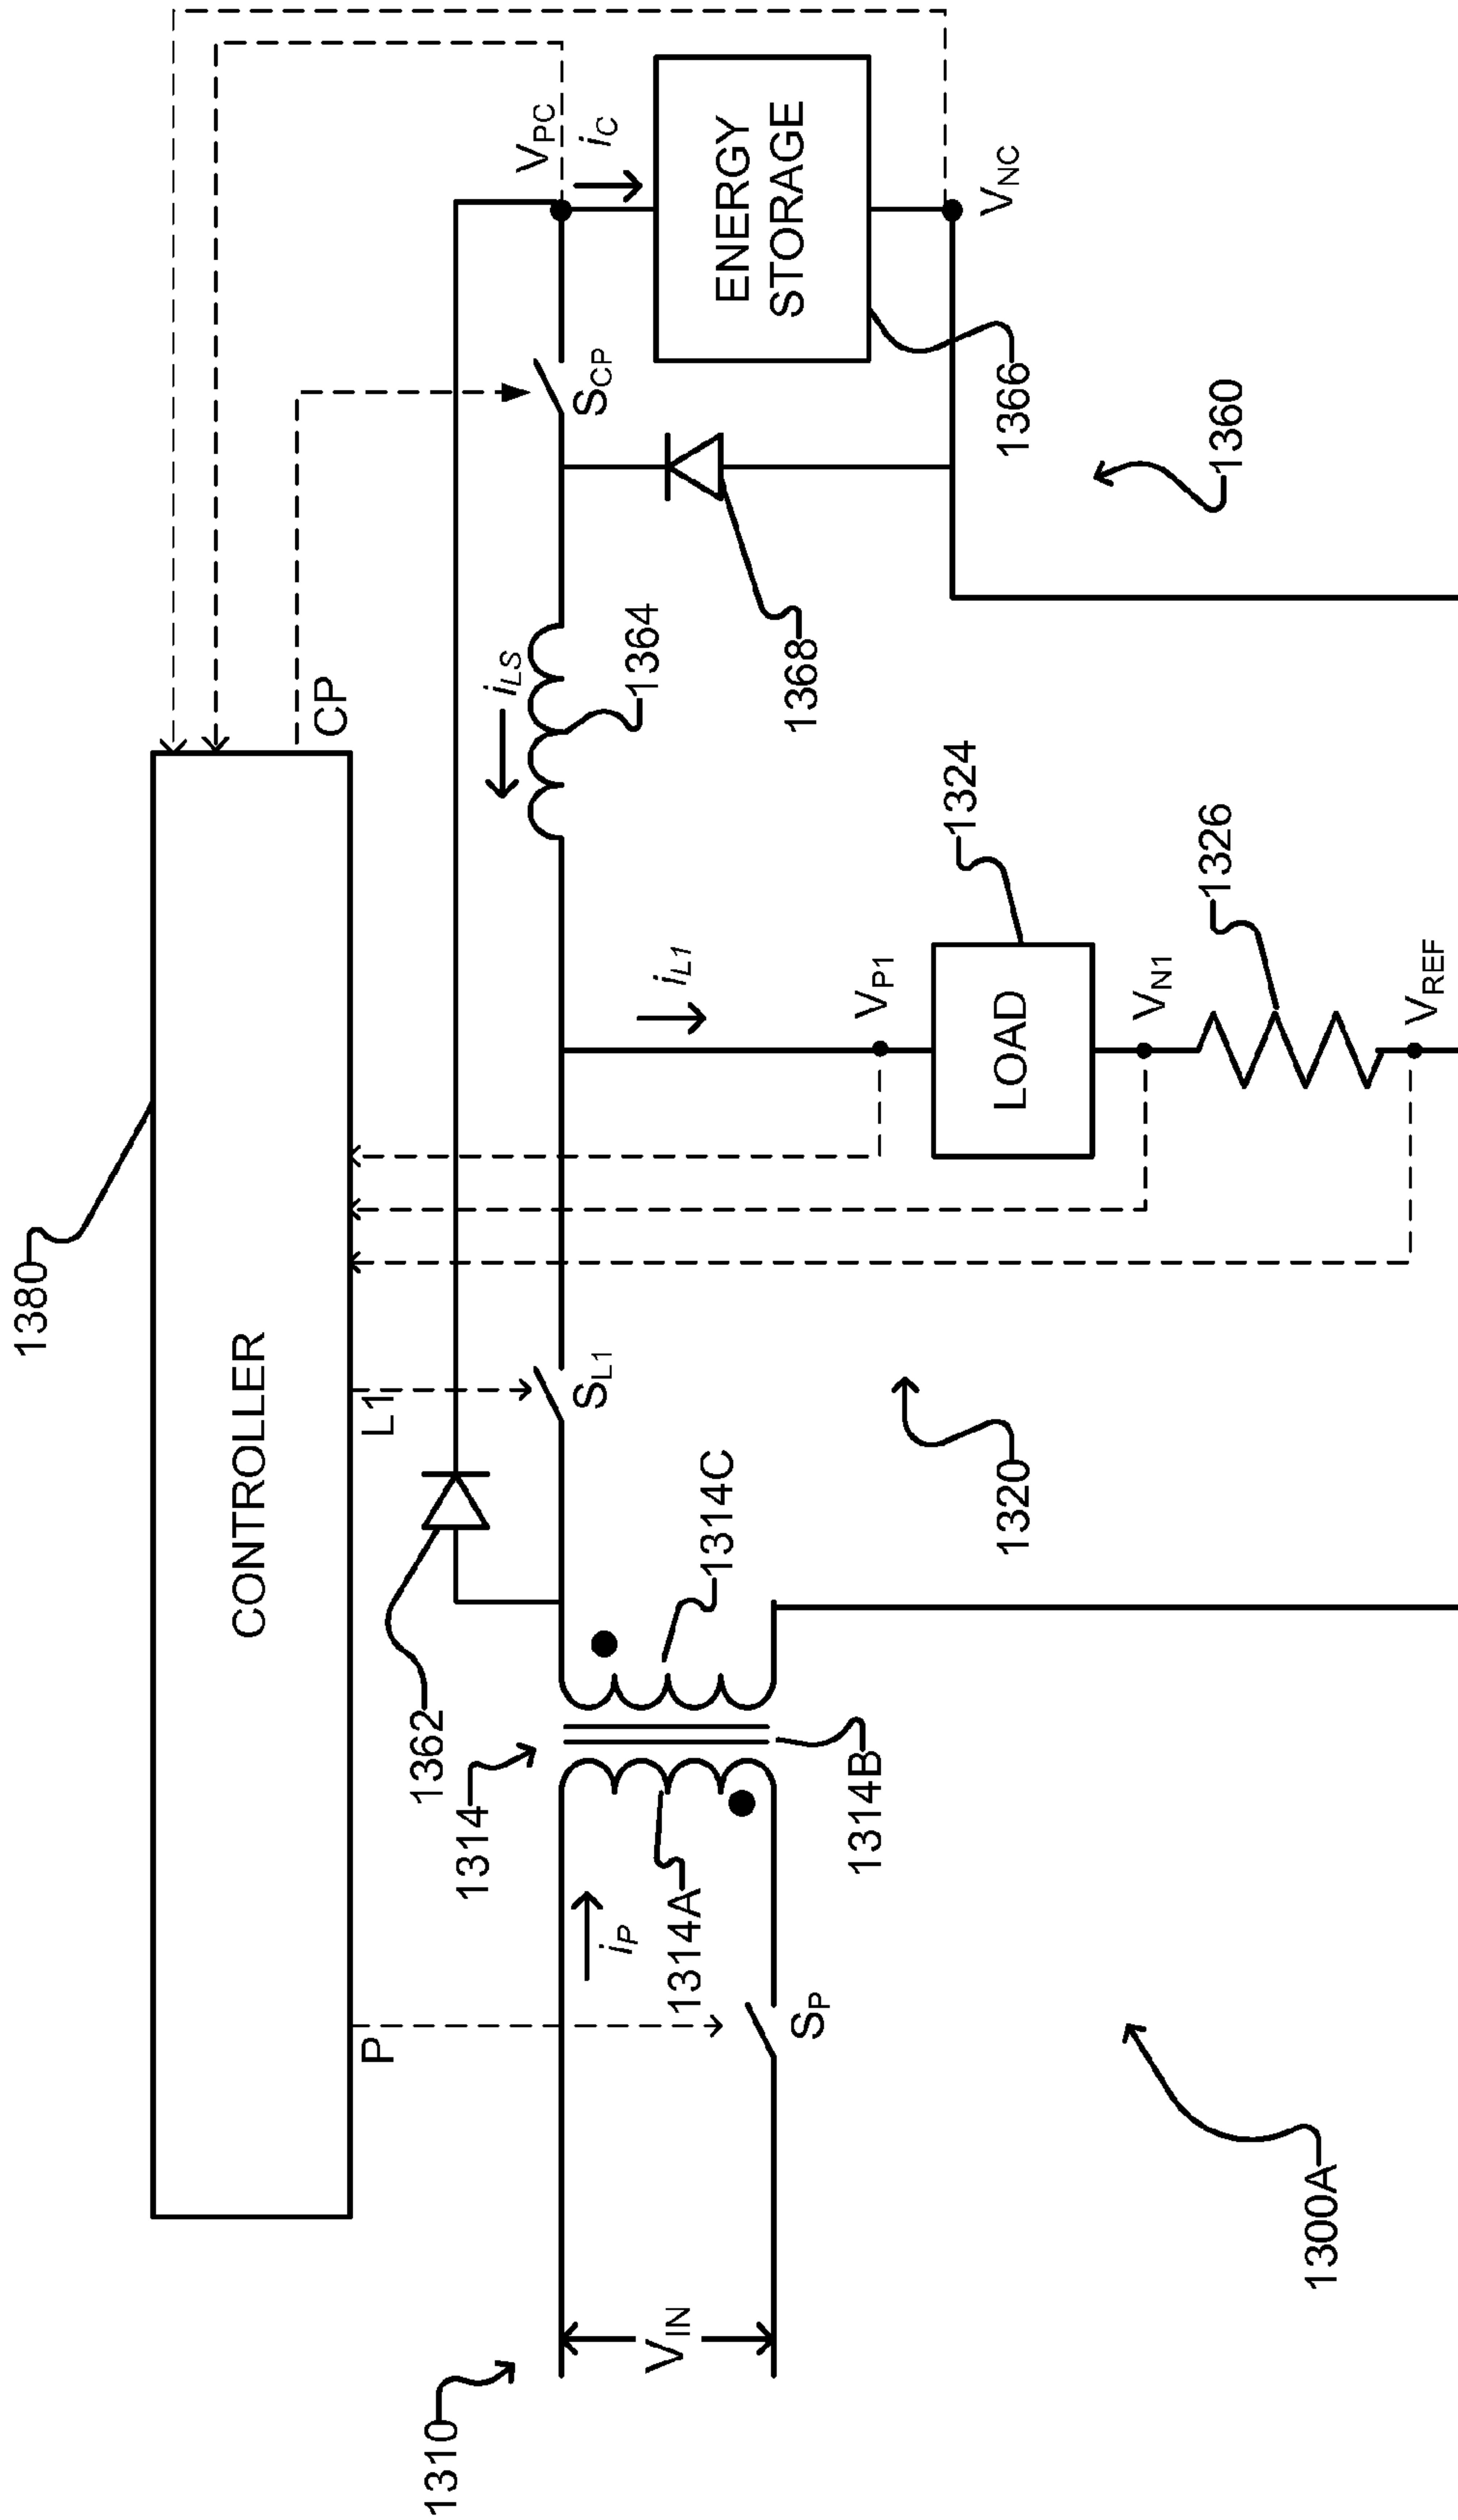 1380
CONTROLLER
P
L1
CP
1310
1314
1362
V_IN
i_P
1314A
S_P
1314B
1314C
S_L1
1320
i_L1
V_P1
LOAD
1324
V_N1
1326
V_REF
i_LS
1364
1368
S_CP
V_PC
i_C
ENERGY
STORAGE
V_NC
1366
1360
1300A